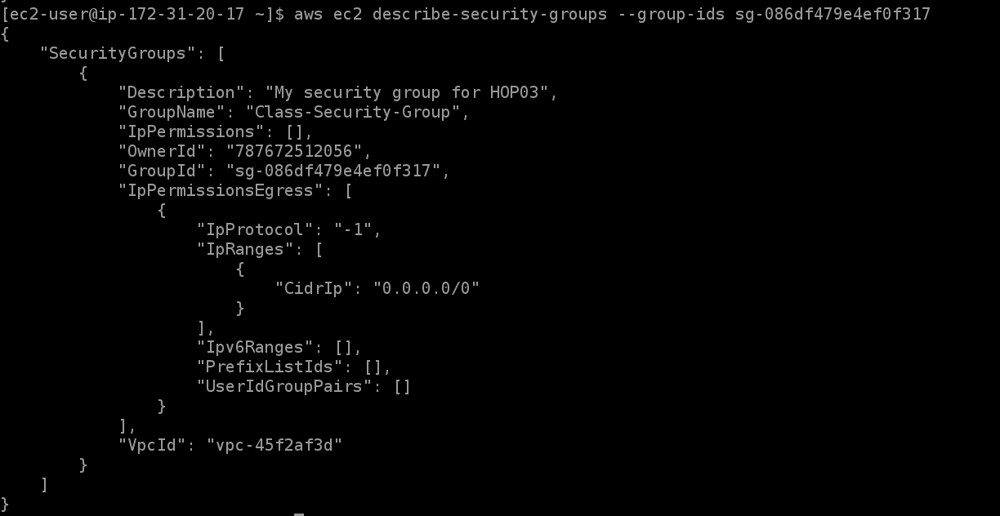 [ec2-user@ip-172-31-20-17 ~]$ aws ec2 describe-security-groups --group-ids sg-086df479e4ef0f317
{
    "SecurityGroups": [
        {
            "Description": "My security group for HOP03",
            "GroupName": "Class-Security-Group",
            "IpPermissions": [],
            "OwnerId": "787672512056",
            "GroupId": "sg-086df479e4ef0f317",
            "IpPermissionsEgress": [
                {
                    "IpProtocol": "-1",
                    "IpRanges": [
                        {
                            "CidrIp": "0.0.0.0/0"
                        }
                    ],
                    "Ipv6Ranges": [],
                    "PrefixListIds": [],
                    "UserIdGroupPairs": []
                }
            ],
            "VpcId": "vpc-45f2af3d"
        }
    ]
}